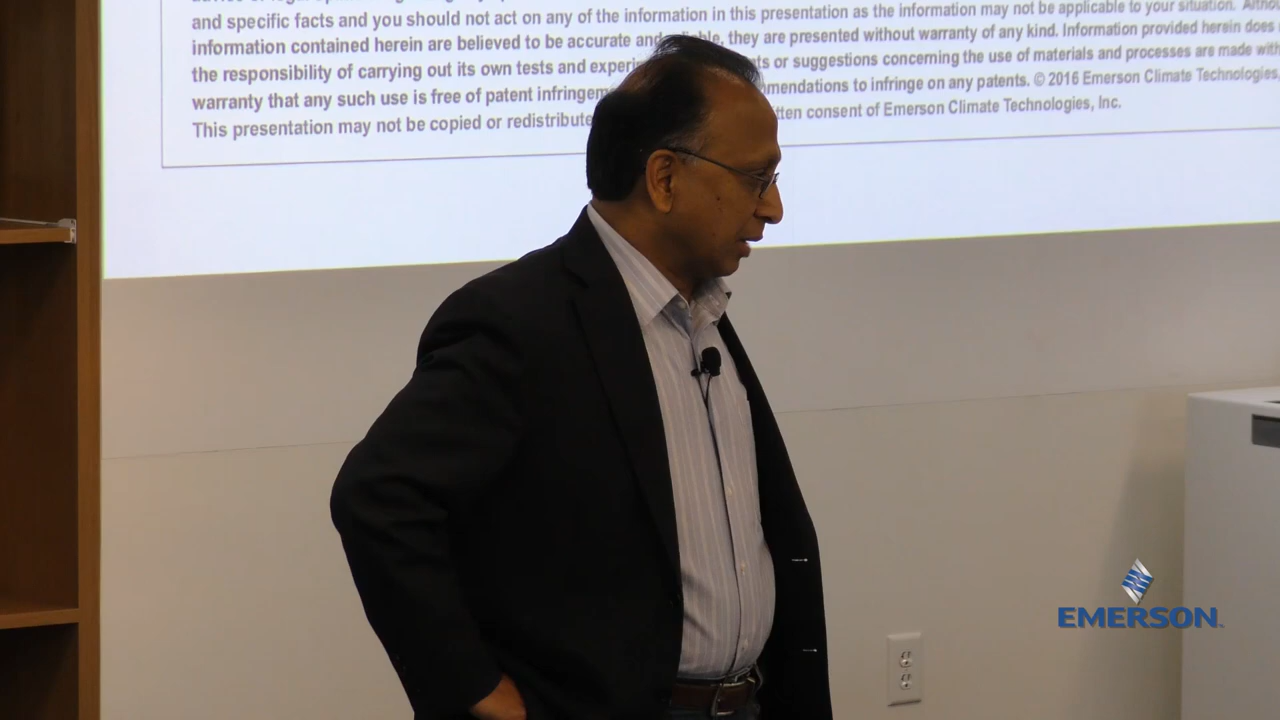 and specific facts and you should not act on any of the information in this presentation as the information may not be applicable to your situation.
information contained herein are believed to be accurate and they are presented without warranty of any kind. Information provided herein does
the responsibility of carrying out its own tests and or suggestions concerning the use of materials and processes are made
warranty that any such use is free of patent to infringe on any patents. © 2016 Emerson Climate Technologies
This presentation may not be copied or consent of Emerson Climate Technologies, Inc.
EMERSON